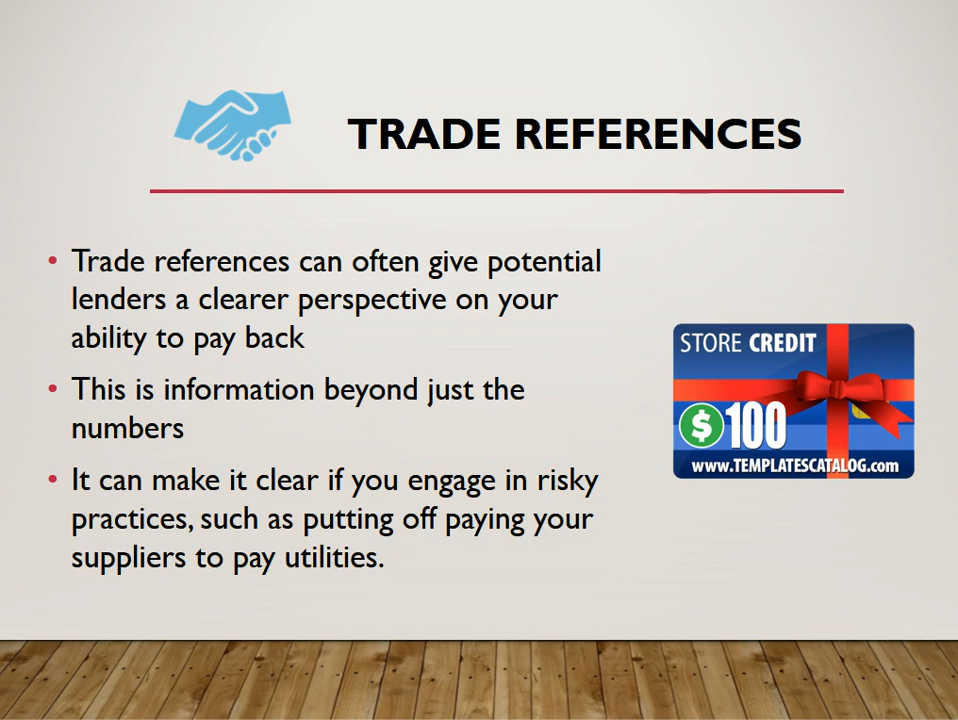 TRADE REFERENCES
• Trade references can often give potential
lenders a clearer perspective on your
ability to pay back
• This is information beyond just the
numbers
• It can make it clear if you engage in risky
practices, such as putting off paying your
suppliers to pay utilities.
STORE CREDIT
$100
www.TEMPLATESCATALOG.com